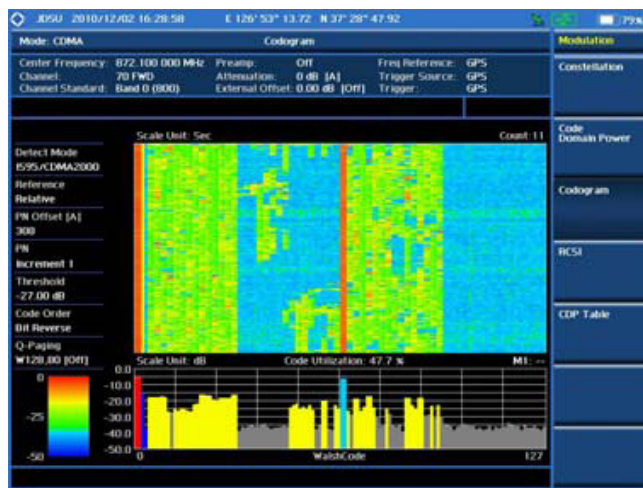 JDSU 2010/12/02 16:28:58 E 126° 53" 13.72 N 37° 28" 47.92 79%
Mode: CDMA Codogram Modulation
Center Frequency: 872.100 000 MHz Preamp: Off Freq Reference: GPS
Channel: 70 FWD Attenuation: 0 dB [A] Trigger Source: GPS
Channel Standard: Band 0 (800) External Offset: 0.00 dB [Off] Trigger: GPS
Constellation
Code
Domain Power
Codogram
RCSI
CDP Table
Scale Unit: Sec Count: 11
Detect Mode
IS95/CDMA2000
Reference
Relative
PN Offset [A]
300
PN
Increment 1
Threshold
-27.00 dB
Code Order
Bit Reverse
Q-Paging
W128,80 [Off]
Scale Unit: dB Code Utilization: 47.7 % M1: --
0
-25
-50
0.0
-10.0
-20.0
-30.0
-40.0
-50.0
0 WalshCode 127